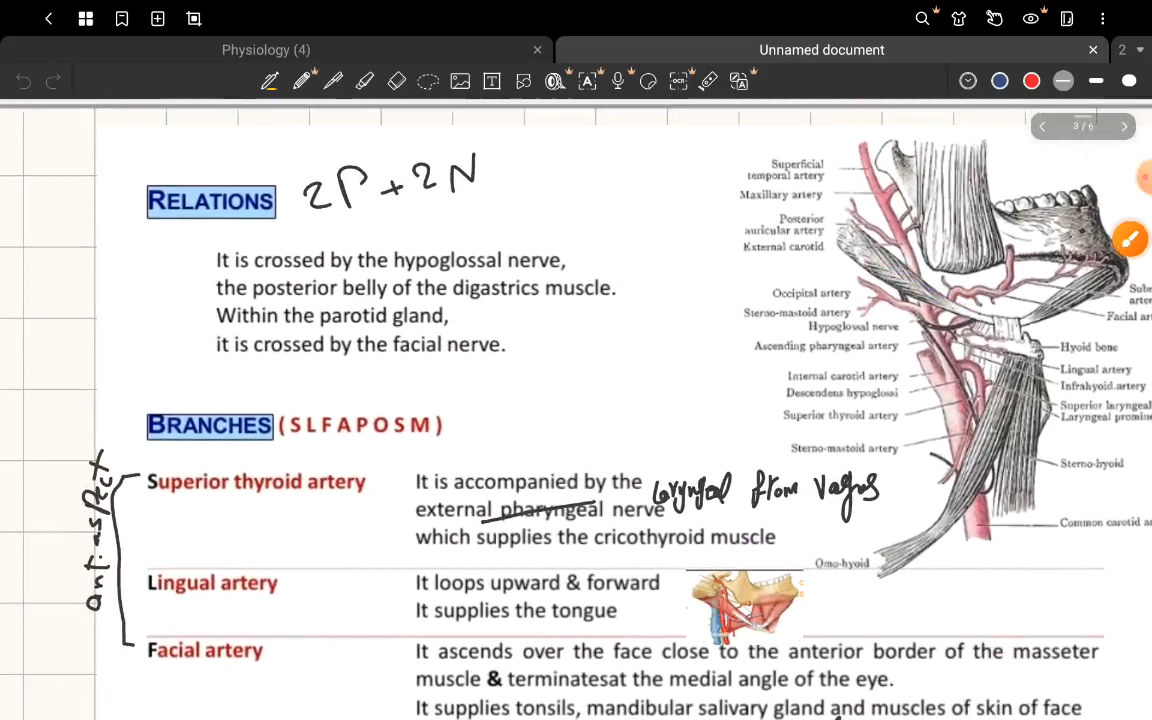 Physiology (4)
Unnamed document
2
3/6
RELATIONS
2P + 2N
It is crossed by the hypoglossal nerve,
the posterior belly of the digastrics muscle.
Within the parotid gland,
it is crossed by the facial nerve.
Superficial
temporal artery
Maxillary artery
Posterior
auricular artery
External carotid
Occipital artery
Sterno-mastoid artery
Hypoglossal nerve
Ascending pharyngeal artery
Internal carotid artery
Descendens hypoglossi
Superior thyroid artery
Sterno-mastoid artery
Omo-hyoid
Sub
arter
Facial ar
Hyoid bone
Lingual artery
Infrahyoid artery
Superior laryngeal
Laryngeal promine
Sterno-hyoid
Common carotid a
BRANCHES (SLFAPOSM)
ant. aspect
Superior thyroid artery
It is accompanied by the
external pharyngeal nerve
laryngeal from vagus
which supplies the cricothyroid muscle
Lingual artery
It loops upward & forward
It supplies the tongue
Facial artery
It ascends over the face close to the anterior border of the masseter
muscle & terminatesat the medial angle of the eye.
It supplies tonsils, mandibular salivary gland and muscles of skin of face